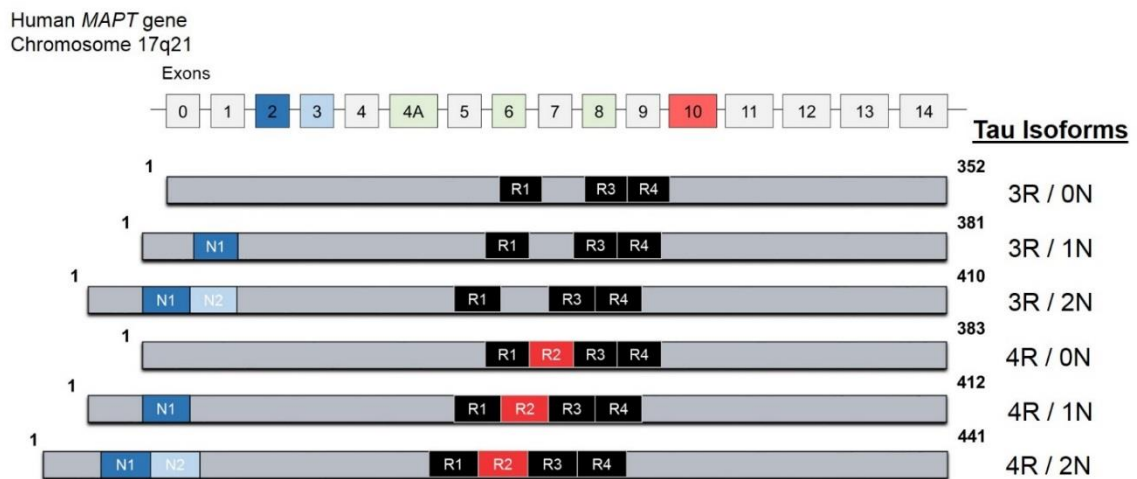 Human MAPT gene
Chromosome 17q21
Exons
0 1 2 3 4 4A 5 6 7 8 9 10 11 12 13 14
Tau Isoforms
1 352
R1 R3 R4 3R / 0N
1 381
N1 R1 R3 R4 3R / 1N
1 410
N1 N2 R1 R3 R4 3R / 2N
1 383
R1 R2 R3 R4 4R / 0N
1 412
N1 R1 R2 R3 R4 4R / 1N
1 441
N1 N2 R1 R2 R3 R4 4R / 2N